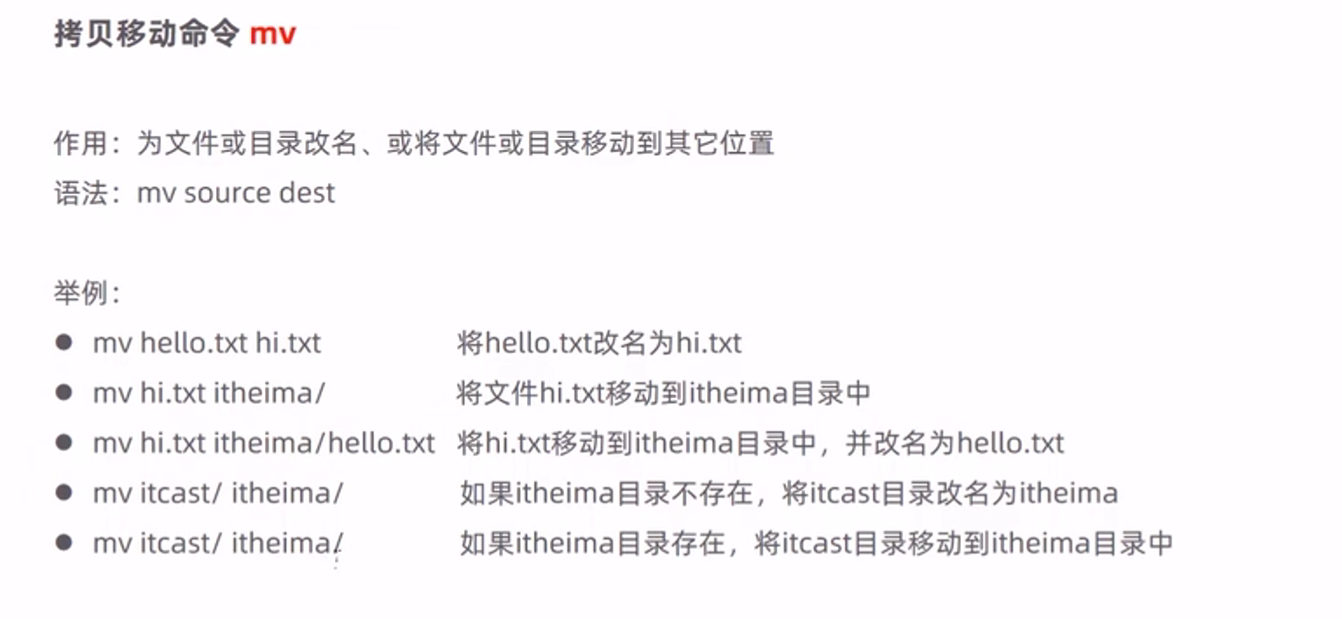 拷贝移动命令 mv
作用：为文件或目录改名、或将文件或目录移动到其它位置
语法：mv source dest
举例：
● mv hello.txt hi.txt 将hello.txt改名为hi.txt
● mv hi.txt itheima/ 将文件hi.txt移动到itheima目录中
● mv hi.txt itheima/hello.txt 将hi.txt移动到itheima目录中，并改名为hello.txt
● mv itcast/ itheima/ 如果itheima目录不存在，将itcast目录改名为itheima
● mv itcast/ itheima/ 如果itheima目录存在，将itcast目录移动到itheima目录中